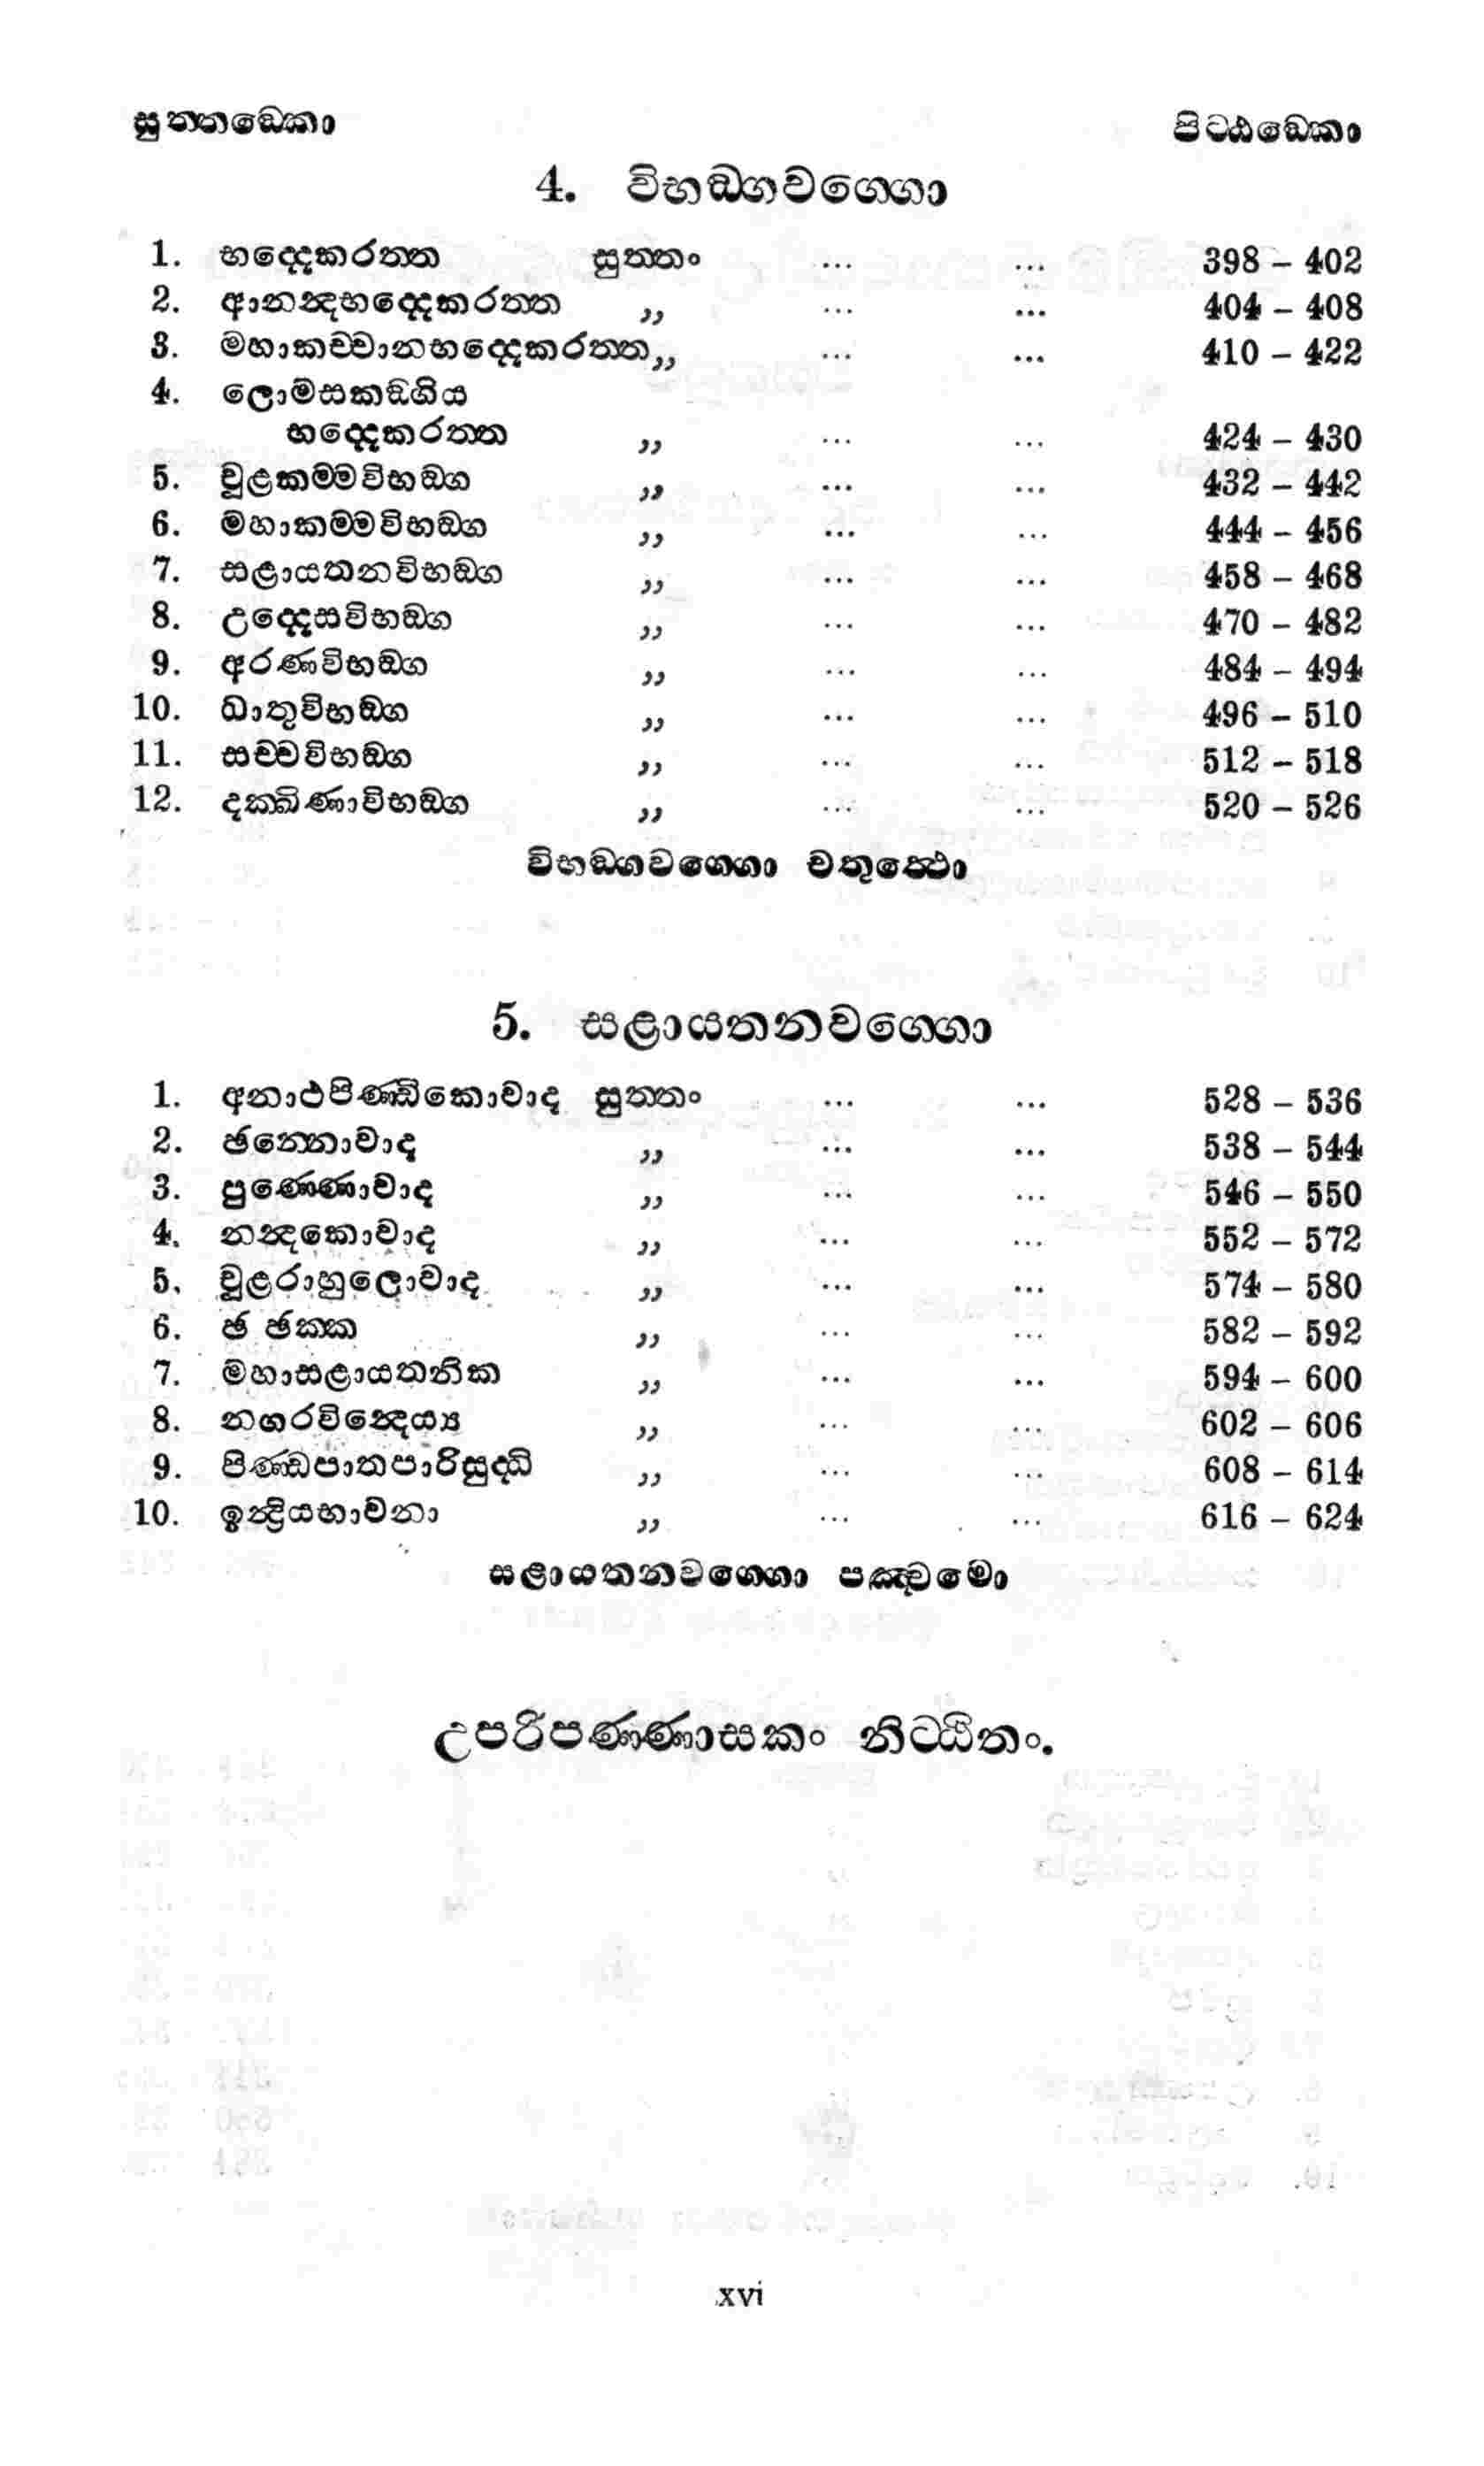 සුත්තඞ්කො පිට්ඨඞ්කො
4. විභඞ්ගවග්ගො
1. භද්දෙකරත්ත සුත්තං ... ... 398 – 402
2. ආනන්දභද්දෙකරත්ත ,, ... ... 404 – 408
3. මහාකච්චානභද්දෙකරත්ත ,, ... ... 410 – 422
4. ලොමසකඞ්ගිය
භද්දෙකරත්ත ,, ... ... 424 – 430
5. චූළකම්මවිභඞ්ග ,, ... ... 432 – 442
6. මහාකම්මවිභඞ්ග ,, ... ... 444 – 456
7. සළායතනවිභඞ්ග ,, ... ... 458 – 468
8. උද්දෙසවිභඞ්ග ,, ... ... 470 – 482
9. අරණවිභඞ්ග ,, ... ... 484 – 494
10. ධාතුවිභඞ්ග ,, ... ... 496 – 510
11. සච්චවිභඞ්ග ,, ... ... 512 – 518
12. දක්ඛිණාවිභඞ්ග ,, ... ... 520 – 526
විභඞ්ගවග්ගො චතුත්ථො
5. සළායතනවග්ගො
1. අනාථපිණ්ඩිකොවාද සුත්තං ... ... 528 – 536
2. ඡන්නොවාද ,, ... ... 538 – 544
3. පුණ්ණොවාද ,, ... ... 546 – 550
4. නන්දකොවාද ,, ... ... 552 – 572
5. චූළරාහුලොවාද ,, ... ... 574 – 580
6. ඡ ඡක්ක ,, ... ... 582 – 592
7. මහාසළායතනික ,, ... ... 594 – 600
8. නගරවින්දෙය්‍ය ,, ... ... 602 – 606
9. පිණ්ඩපාතපාරිසුද්ධි ,, ... ... 608 – 614
10. ඉන්ද්‍රියභාවනා ,, ... ... 616 – 624
සළායතනවග්ගො පඤ්චමො
උපරිපණ්ණාසකං නිට්ඨිතං.
xvi